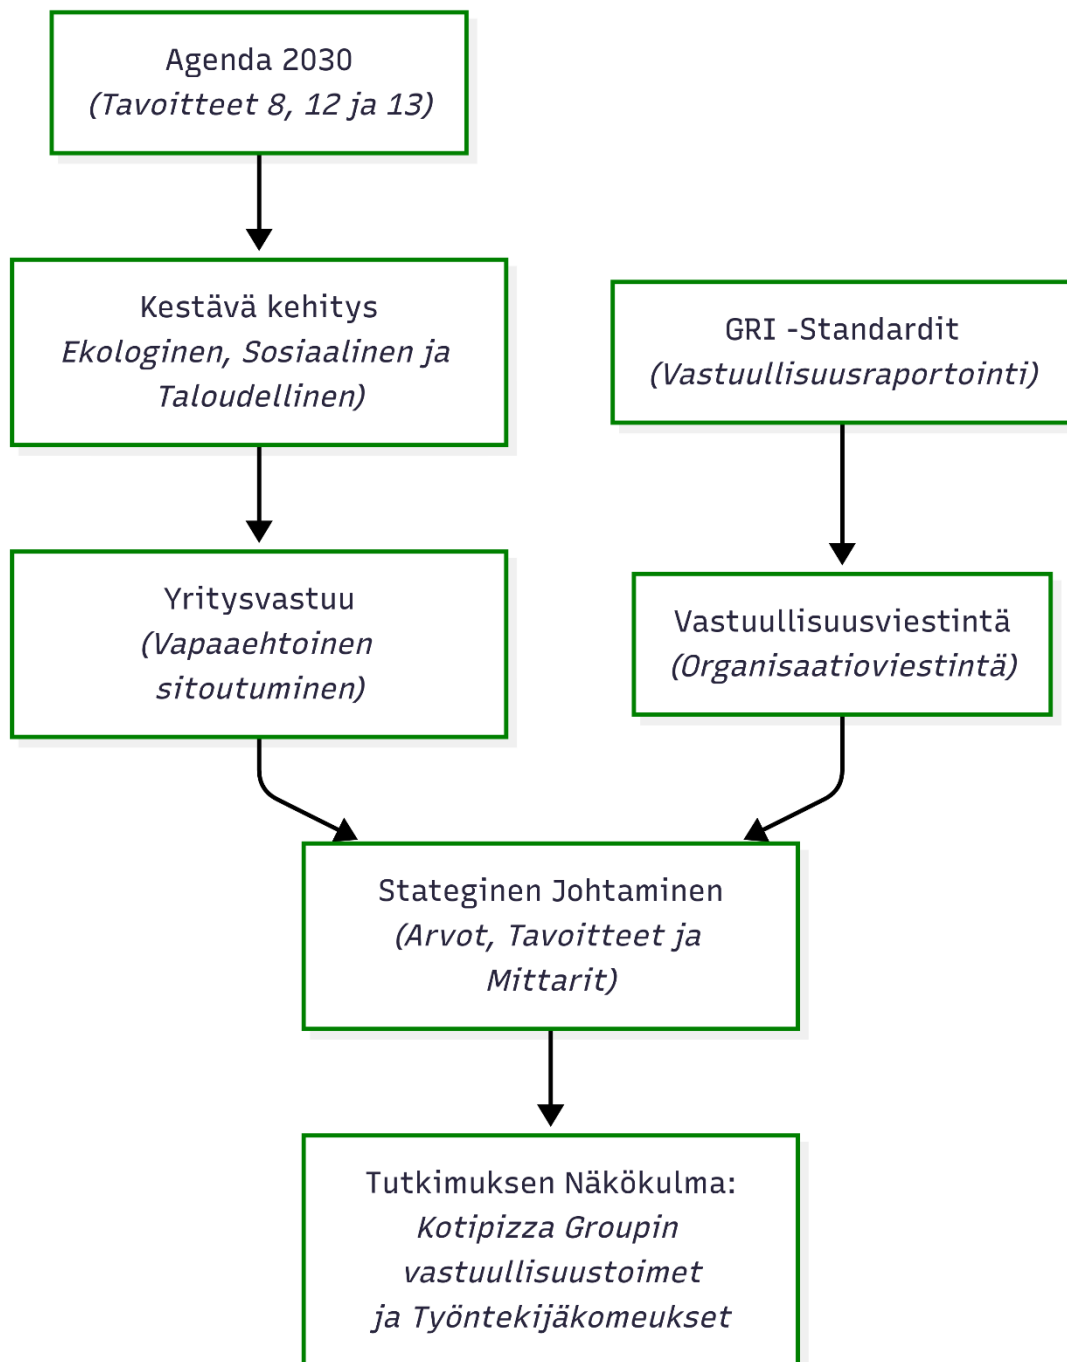 Agenda 2030
(Tavoitteet 8, 12 ja 13)
Kestävä kehitys
Ekologinen, Sosiaalinen ja
Taloudellinen)
GRI -Standardit
(Vastuullisuusraportointi)
Yritysvastuu
(Vapaaehtoinen
sitoutuminen)
Vastuullisuusviestintä
(Organisaatioviestintä)
Stateginen Johtaminen
(Arvot, Tavoitteet ja
Mittarit)
Tutkimuksen Näkökulma:
Kotipizza Groupin
vastuullisuustoimet
ja Työntekijäkomeukset